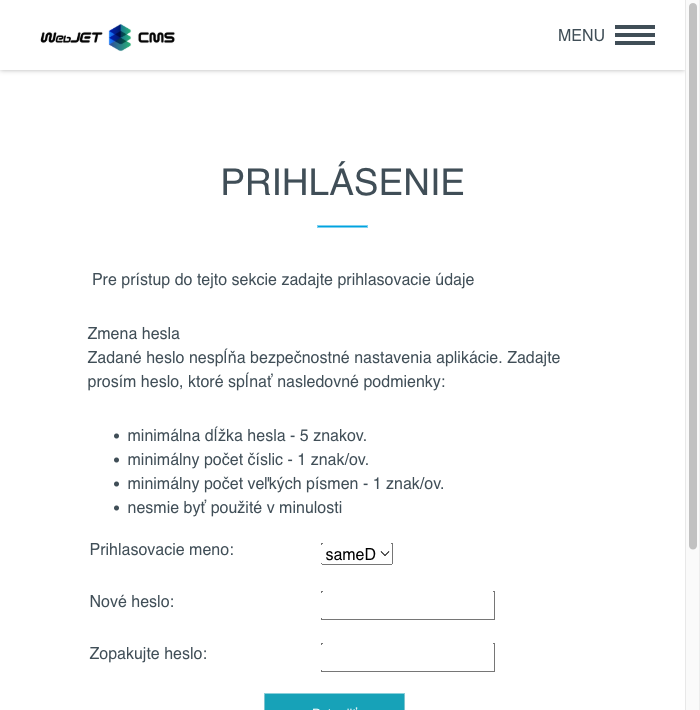 WebJET CMS
MENU
PRIHLÁSENIE
Pre prístup do tejto sekcie zadajte prihlasovacie údaje
Zmena hesla
Zadané heslo nespĺňa bezpečnostné nastavenia aplikácie. Zadajte
prosím heslo, ktoré spĺnať nasledovné podmienky:
• minimálna dĺžka hesla - 5 znakov.
• minimálny počet číslic - 1 znak/ov.
• minimálny počet veľkých písmen - 1 znak/ov.
• nesmie byť použité v minulosti
Prihlasovacie meno:
sameD
Nové heslo:
Zopakujte heslo: